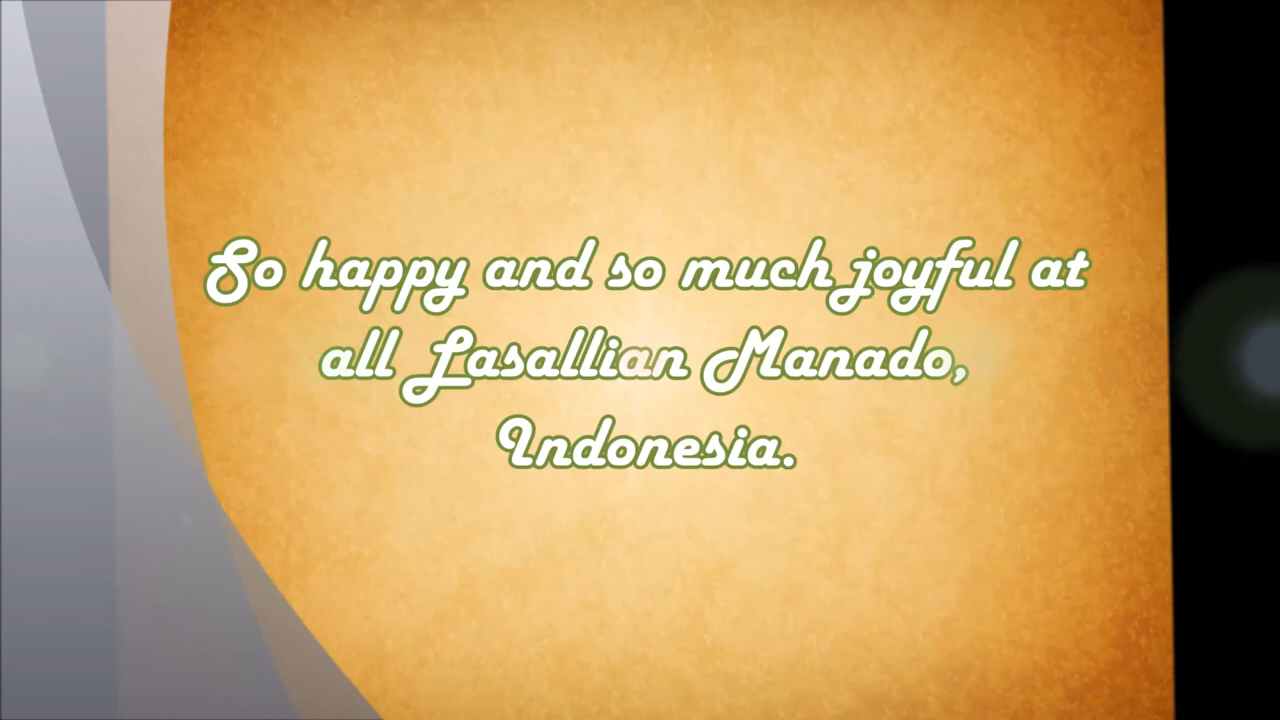 So happy and so much joyful at
all Lasallian Manado,
Indonesia.